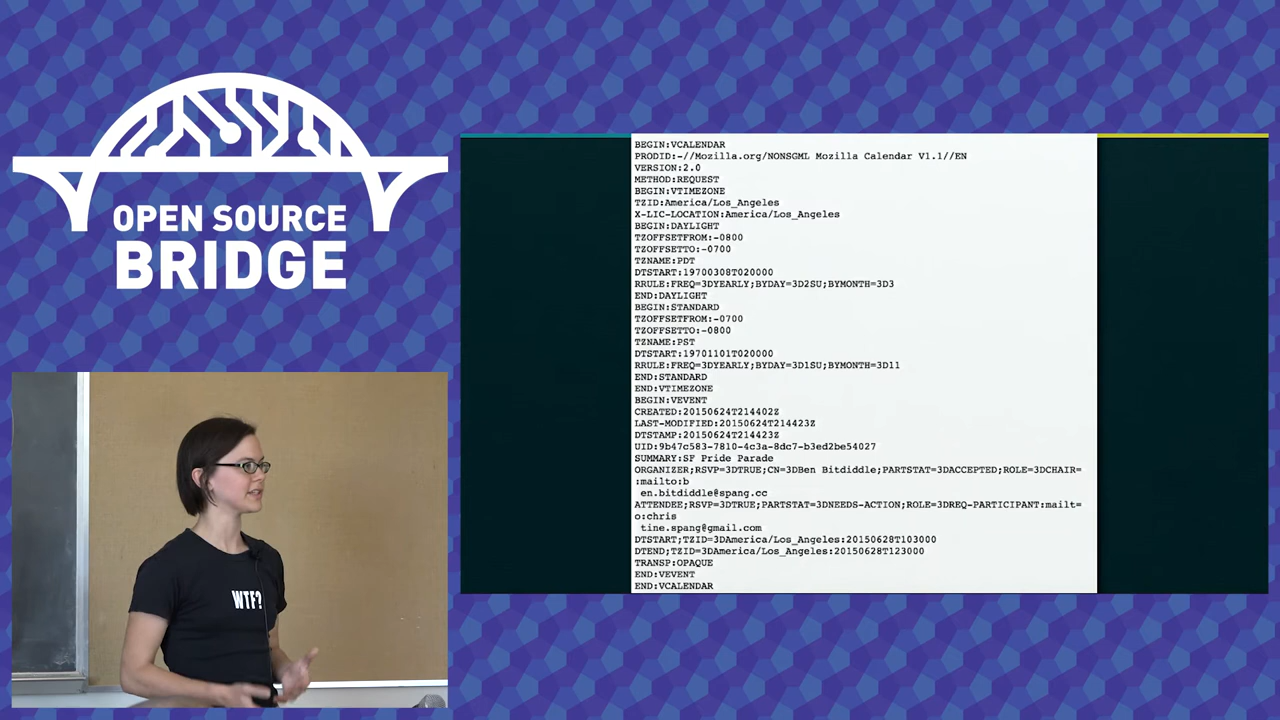 OPEN SOURCE
BRIDGE
WTF?
BEGIN:VCALENDAR
PRODID:-//Mozilla.org/NONSGML Mozilla Calendar V1.1//EN
VERSION:2.0
METHOD:REQUEST
BEGIN:VTIMEZONE
TZID:America/Los_Angeles
X-LIC-LOCATION:America/Los_Angeles
BEGIN:DAYLIGHT
TZOFFSETFROM:-0800
TZOFFSETTO:-0700
TZNAME:PDT
DTSTART:19700308T020000
RRULE:FREQ=3DYEARLY;BYDAY=3D2SU;BYMONTH=3D3
END:DAYLIGHT
BEGIN:STANDARD
TZOFFSETFROM:-0700
TZOFFSETTO:-0800
TZNAME:PST
DTSTART:19701101T020000
RRULE:FREQ=3DYEARLY;BYDAY=3D1SU;BYMONTH=3D11
END:STANDARD
END:VTIMEZONE
BEGIN:VEVENT
CREATED:20150624T214402Z
LAST-MODIFIED:20150624T214423Z
DTSTAMP:20150624T214423Z
UID:9b47c583-7810-4c3a-8dc7-b3ed2be54027
SUMMARY:SF Pride Parade
ORGANIZER;RSVP=3DTRUE;CN=3DBen Bitdiddle;PARTSTAT=3DACCEPTED;ROLE=3DCHAIR=
:mailto:b
en.bitdiddle@spang.cc
ATTENDEE;RSVP=3DTRUE;PARTSTAT=3DNEEDS-ACTION;ROLE=3DREQ-PARTICIPANT:mailt=
o:chris
tine.spang@gmail.com
DTSTART;TZID=3DAmerica/Los_Angeles:20150628T103000
DTEND;TZID=3DAmerica/Los_Angeles:20150628T123000
TRANSP:OPAQUE
END:VEVENT
END:VCALENDAR